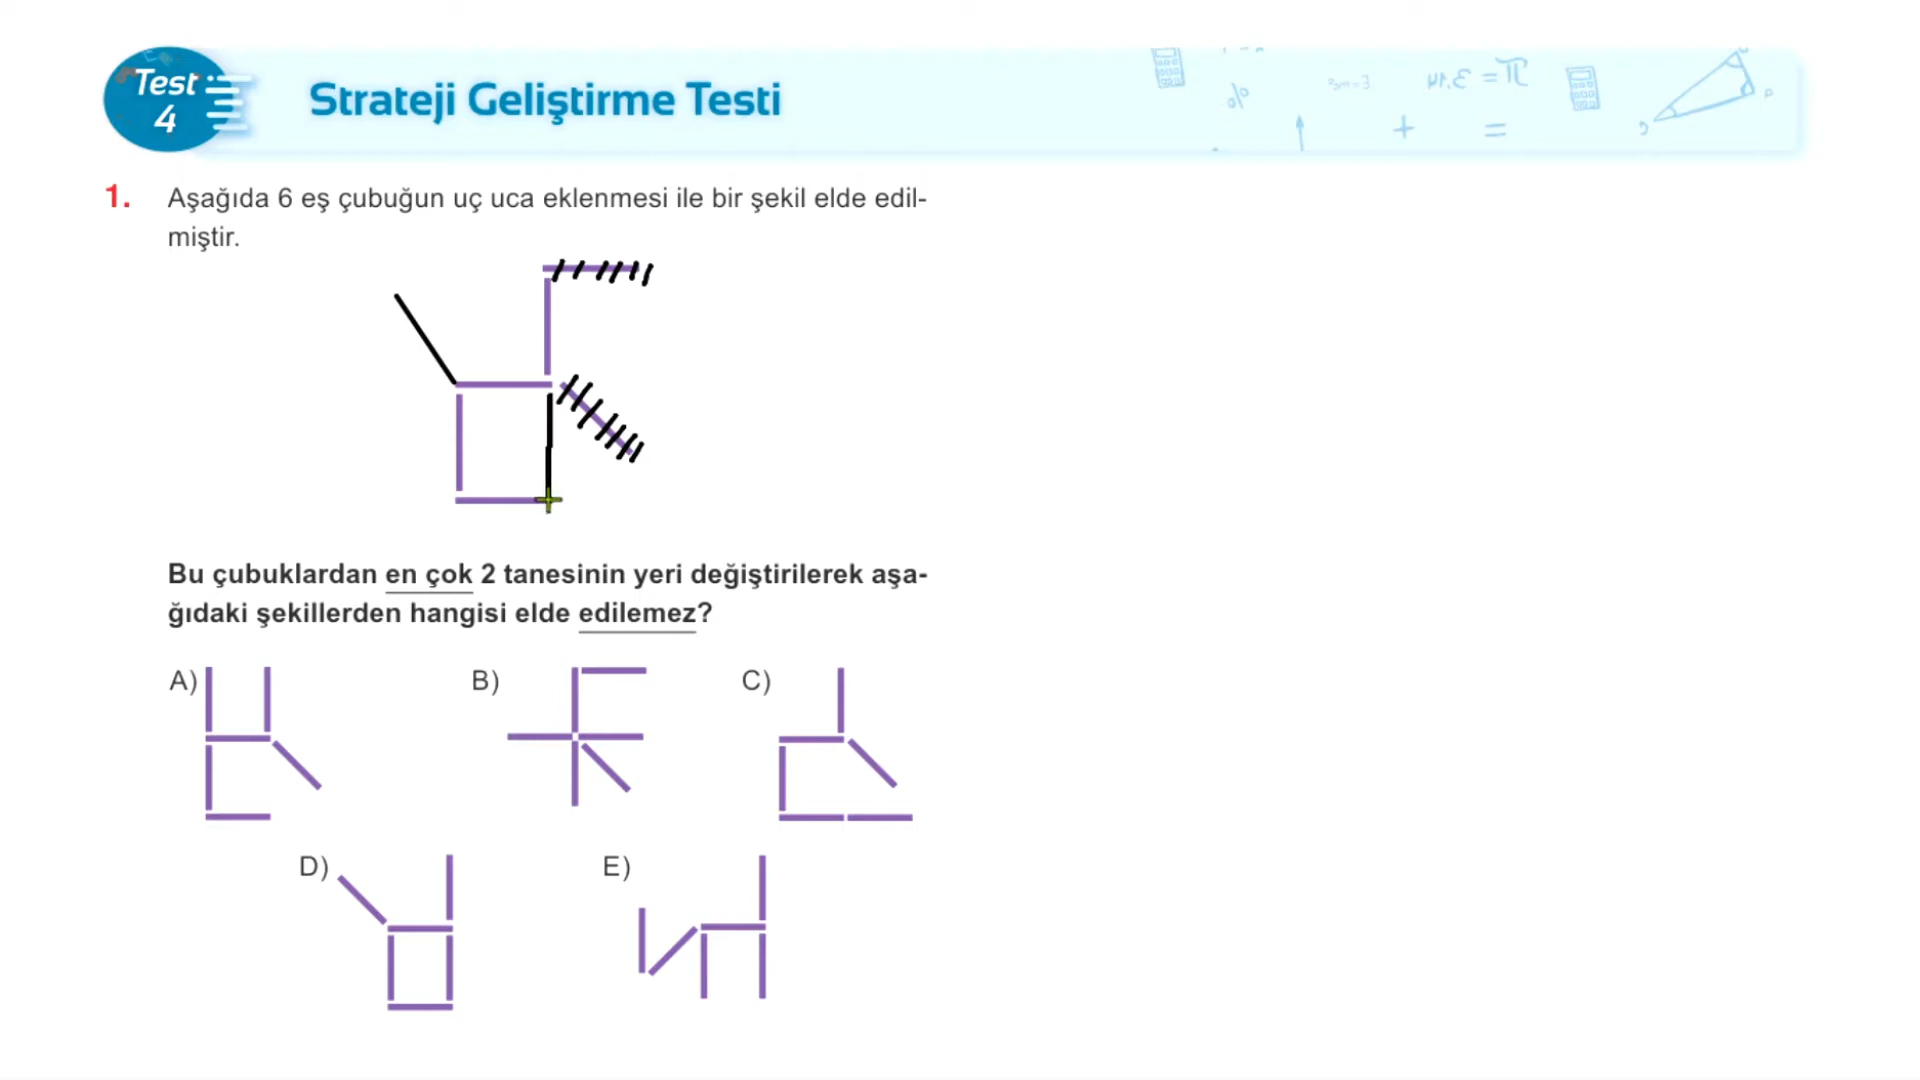 Test
4
Strateji Geliştirme Testi
1. Aşağıda 6 eş çubuğun uç uca eklenmesi ile bir şekil elde edil-
miştir.
Bu çubuklardan en çok 2 tanesinin yeri değiştirilerek aşa-
ğıdaki şekillerden hangisi elde edilemez?
A)
B)
C)
D)
E)